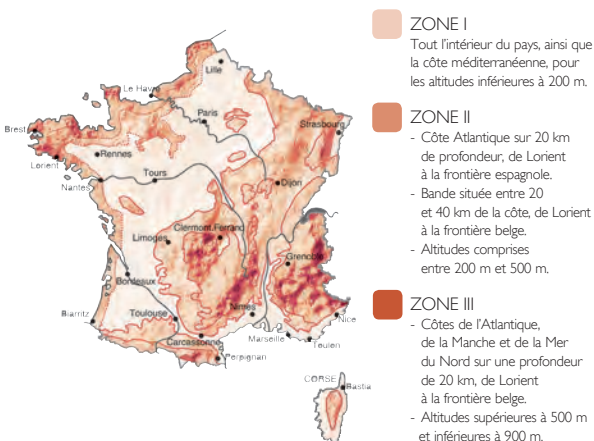 Lille
Le Havre
Paris
Strasbourg
Brest
Rennes
Lorient
Tours
Dijon
Nantes
Clermont-Ferrand
Limoges
Grenoble
Bordeaux
Biarritz
Toulouse
Nimes
Nice
Carcassonne
Marseille
Toulon
Perpignan
CORSE
Bastia
ZONE I
Tout l'intérieur du pays, ainsi que
la côte méditerranéenne, pour
les altitudes inférieures à 200 m.
ZONE II
- Côte Atlantique sur 20 km
de profondeur, de Lorient
à la frontière espagnole.
- Bande située entre 20
et 40 km de la côte, de Lorient
à la frontière belge.
- Altitudes comprises
entre 200 m et 500 m.
ZONE III
- Côtes de l'Atlantique,
de la Manche et de la Mer
du Nord sur une profondeur
de 20 km, de Lorient
à la frontière belge.
- Altitudes supérieures à 500 m
et inférieures à 900 m.